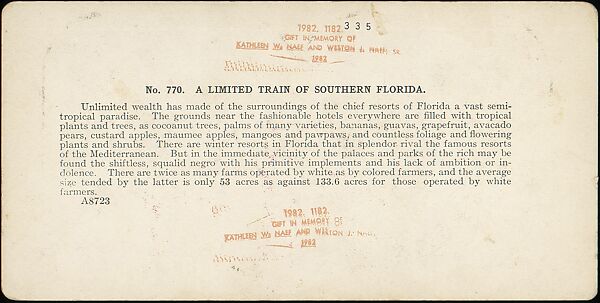 1982. 1182. 335
GIFT IN MEMORY OF
KATHLEEN W. NAEF AND WESTON J. NAEF, SR.
1982
No. 770. A LIMITED TRAIN OF SOUTHERN FLORIDA.
Unlimited wealth has made of the surroundings of the chief resorts of Florida a vast semi-
tropical paradise. The grounds near the fashionable hotels everywhere are filled with tropical
plants and trees, as cocoanut trees, palms of many varieties, bananas, guavas, grapefruit, avacado
pears, custard apples, maumee apples, mangoes and pawrpaws, and countless foliage and flowering
plants and shrubs. There are winter resorts in Florida that in splendor rival the famous resorts
of the Mediterranean. But in the immediate vicinity of the palaces and parks of the rich may be
found the shiftless, squalid negro with his primitive implements and his lack of ambition or in-
dolence. There are twice as many farms operated by white as by colored farmers, and the average
size tended by the latter is only 53 acres as against 133.6 acres for those operated by white
farmers.
A8723
1982. 1182.
GIFT IN MEMORY OF
KATHLEEN W. NAEF AND WESTON J. NAEF
1982